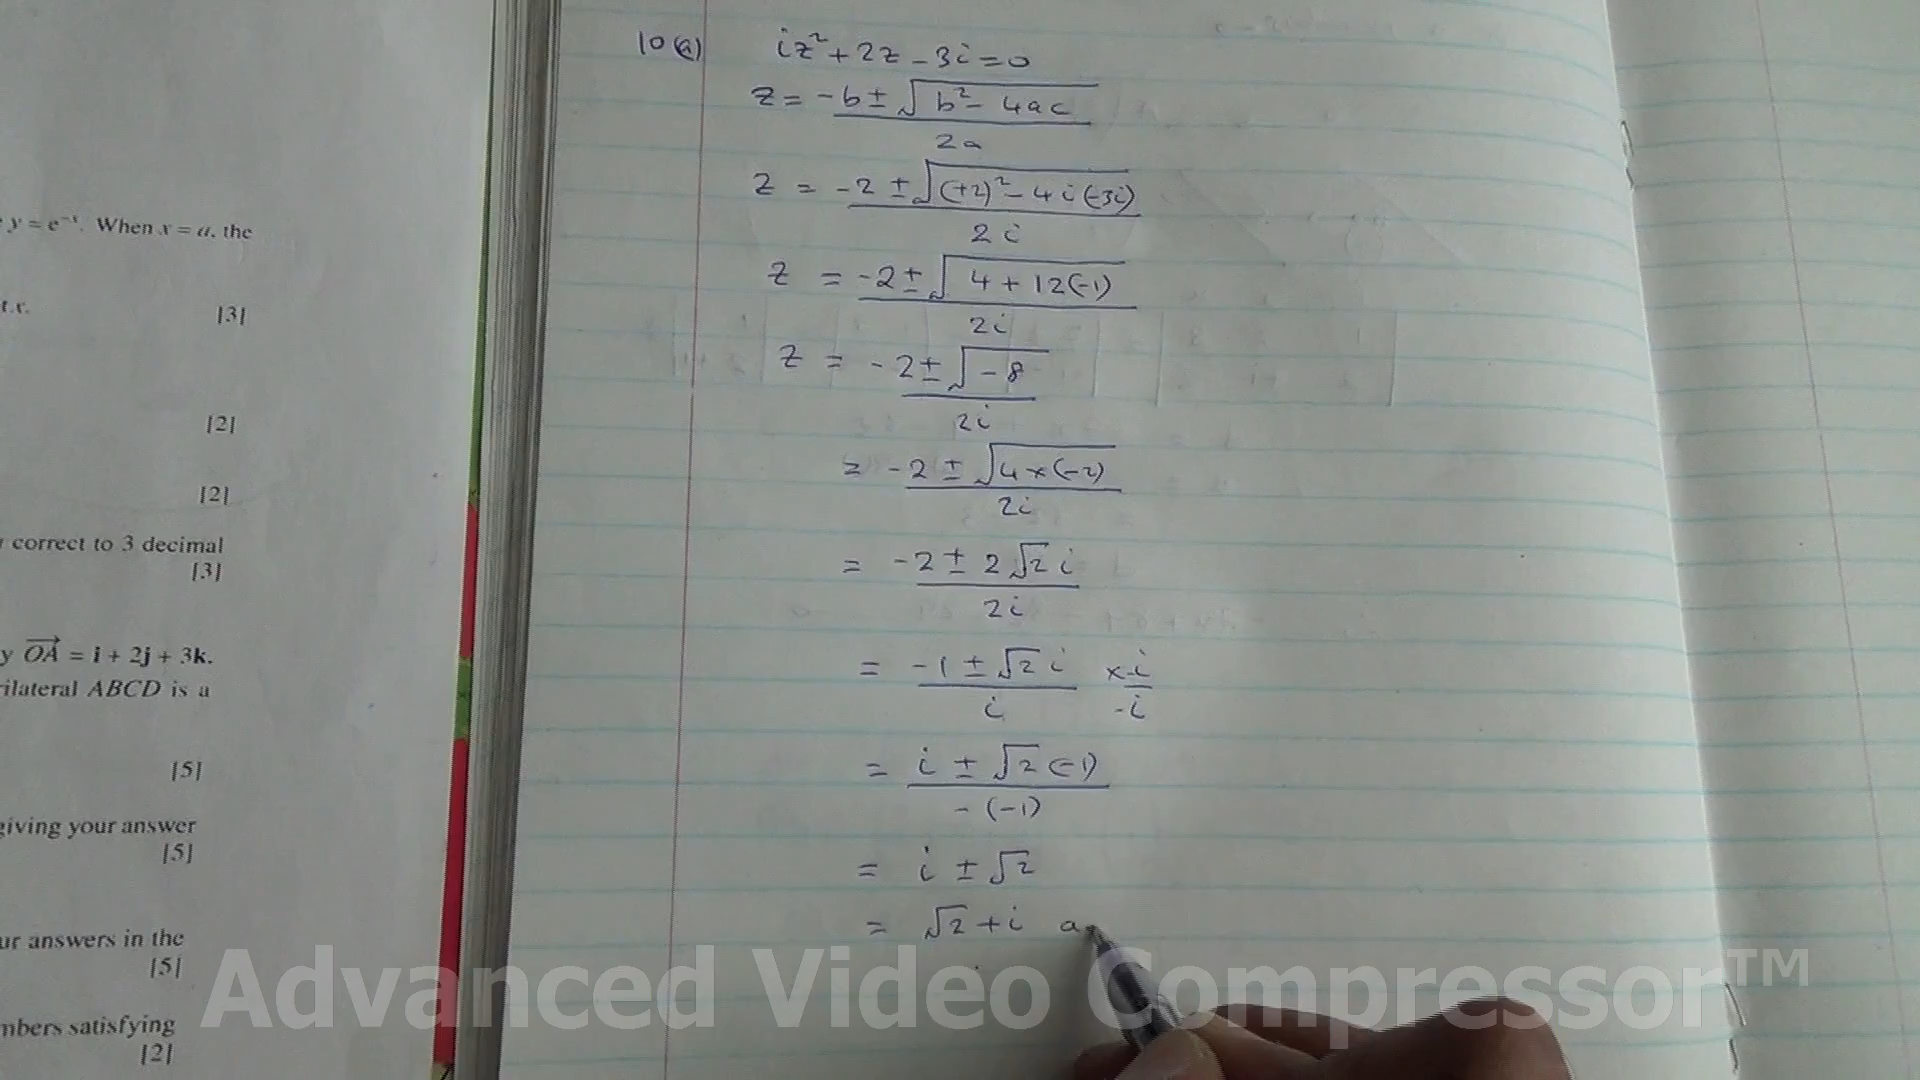 y = e⁻ˣ. When x = a, the
[3]
[2]
[2]
correct to 3 decimal
[3]
y OA = i + 2j + 3k.
rilateral ABCD is a
[5]
giving your answer
[5]
ur answers in the
[5]
mbers satisfying
[2]
10 (a) iz² + 2z - 3i = 0
z = -b ± √(b² - 4ac)
2a
z = -2 ± √((+2)² - 4i(-3i))
2i
z = -2 ± √(4 + 12(-1))
2i
z = -2 ± √(-8)
2i
= -2 ± √(4 × (-2))
2i
= -2 ± 2√2 i
2i
= -1 ± √2 i × -i
i -i
= i ± √2 (-1)
- (-1)
= i ± √2
= √2 + i a
Advanced Video Compressor™